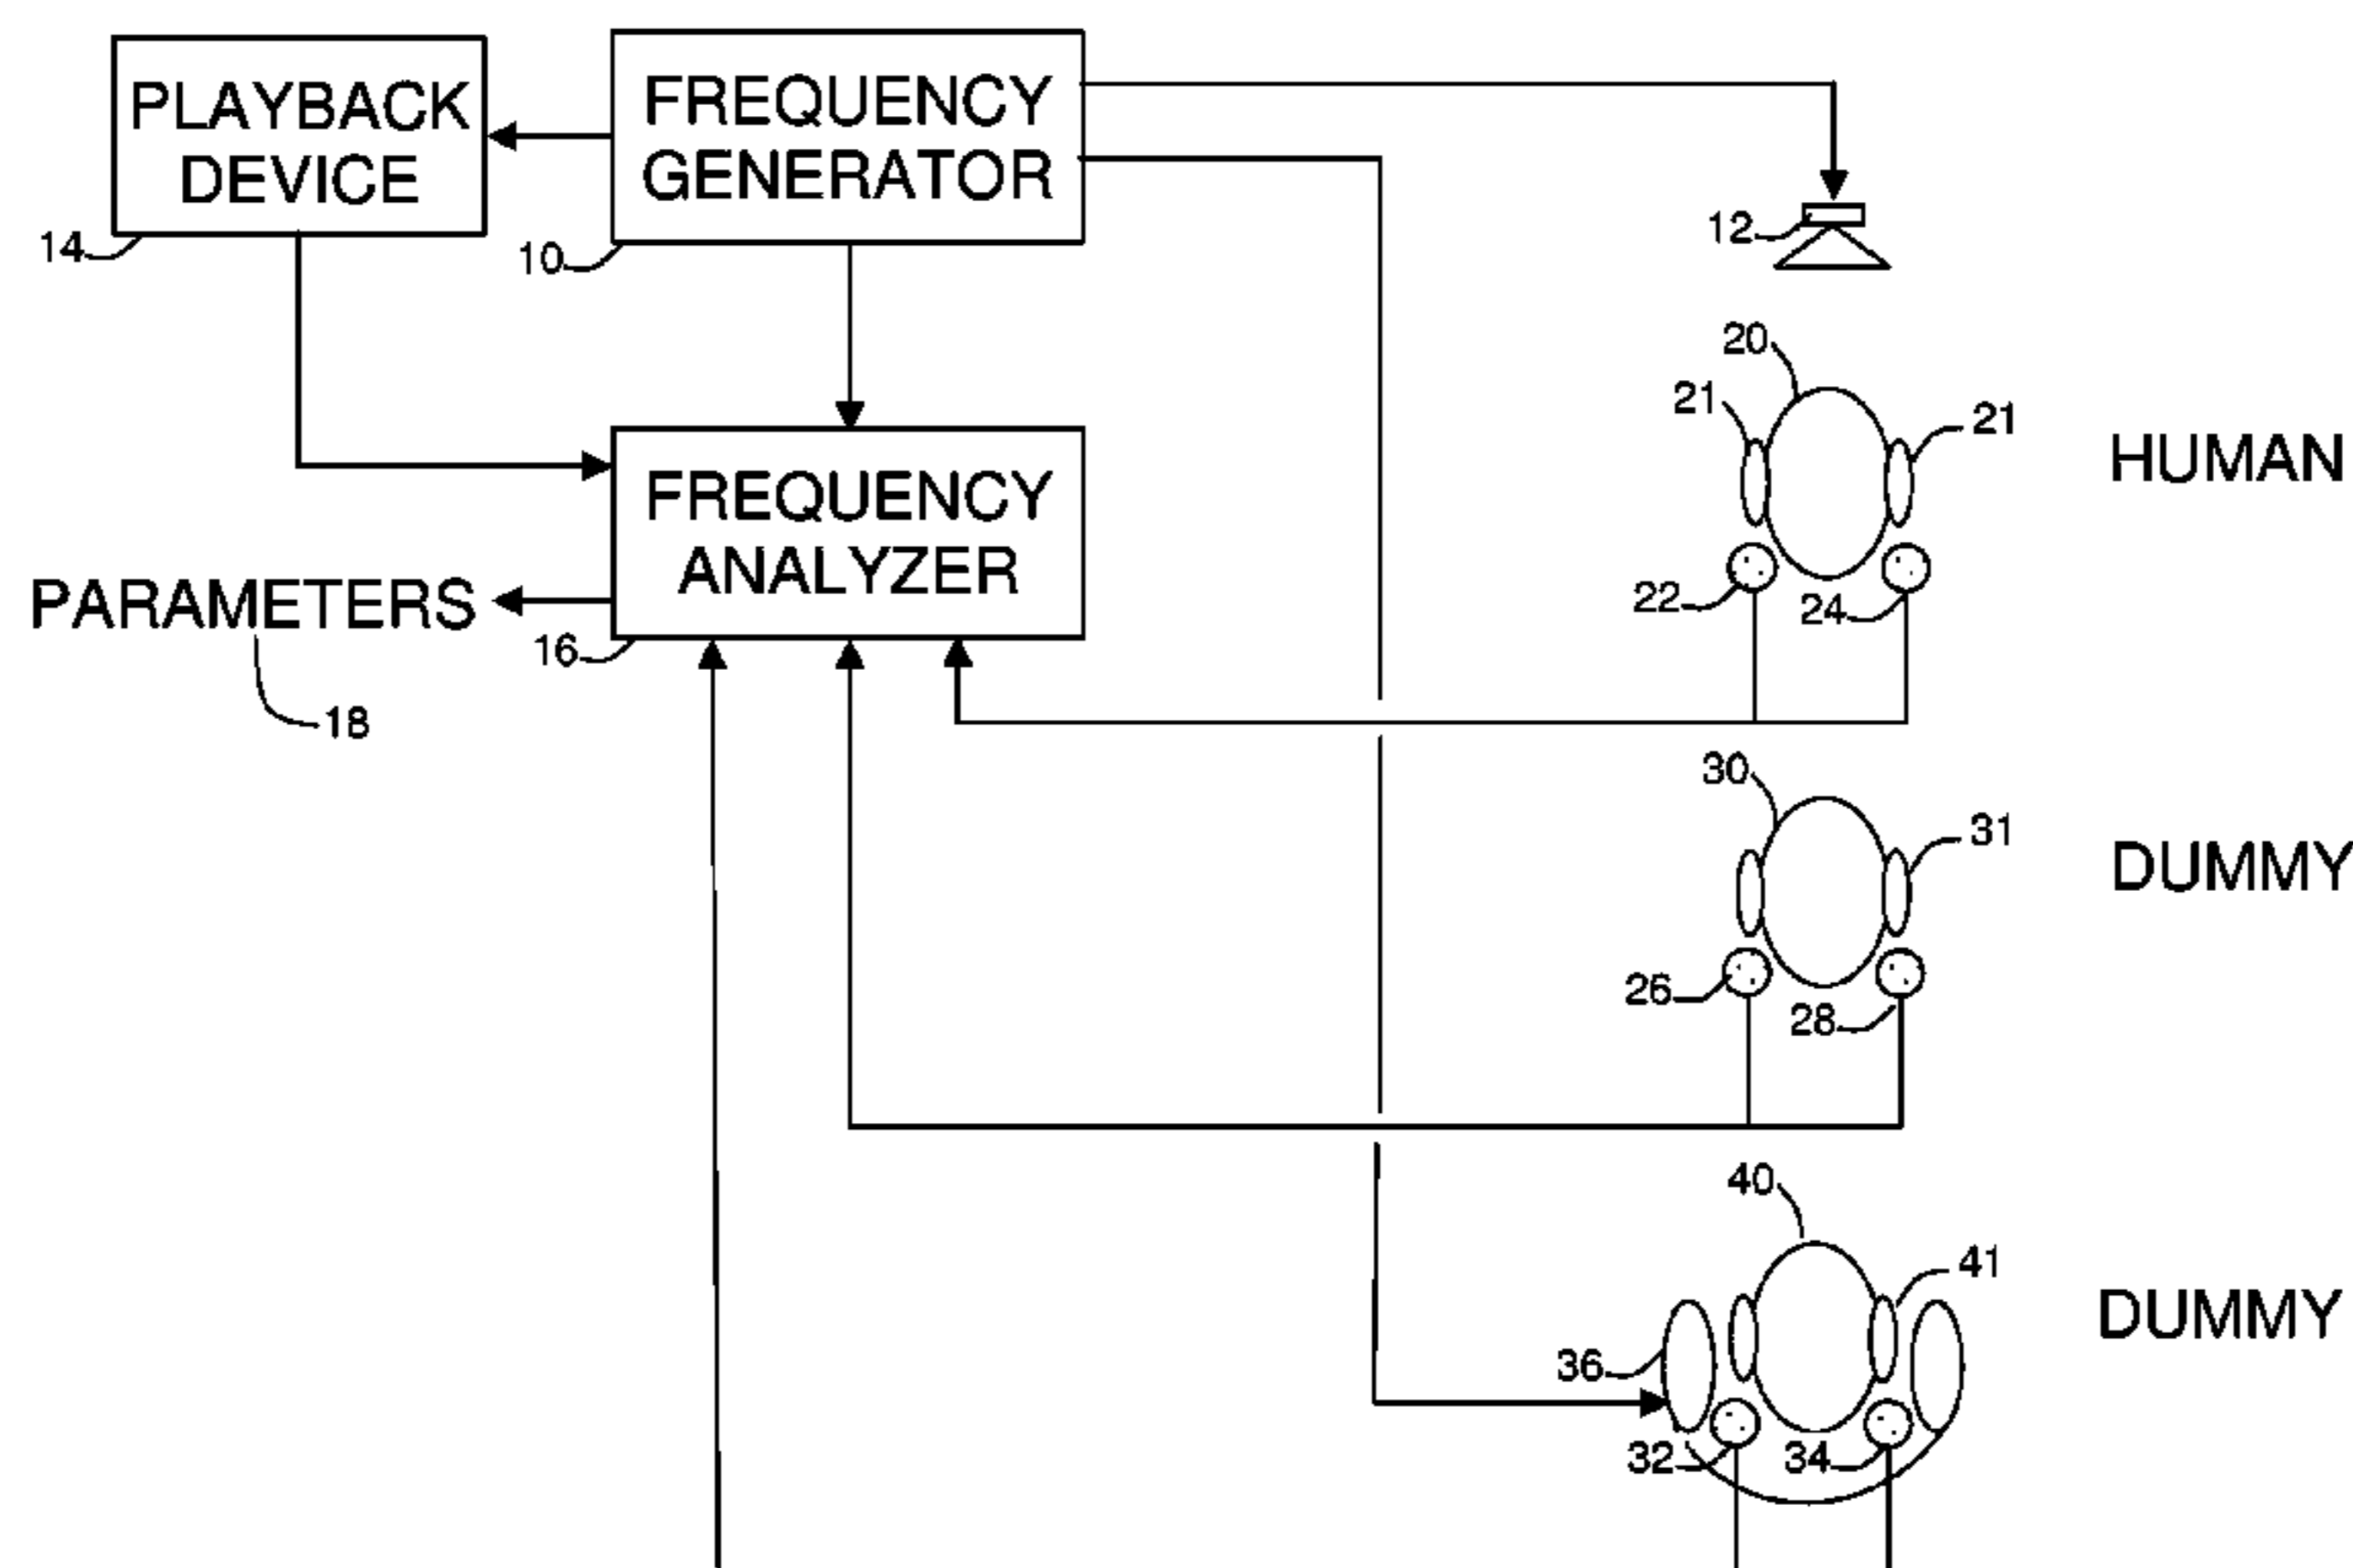 PLAYBACK
DEVICE
14
FREQUENCY
GENERATOR
10
12
20
21
21
HUMAN
FREQUENCY
ANALYZER
16
PARAMETERS
18
22
24
30
31
DUMMY
26
28
40
41
DUMMY
36
32
34